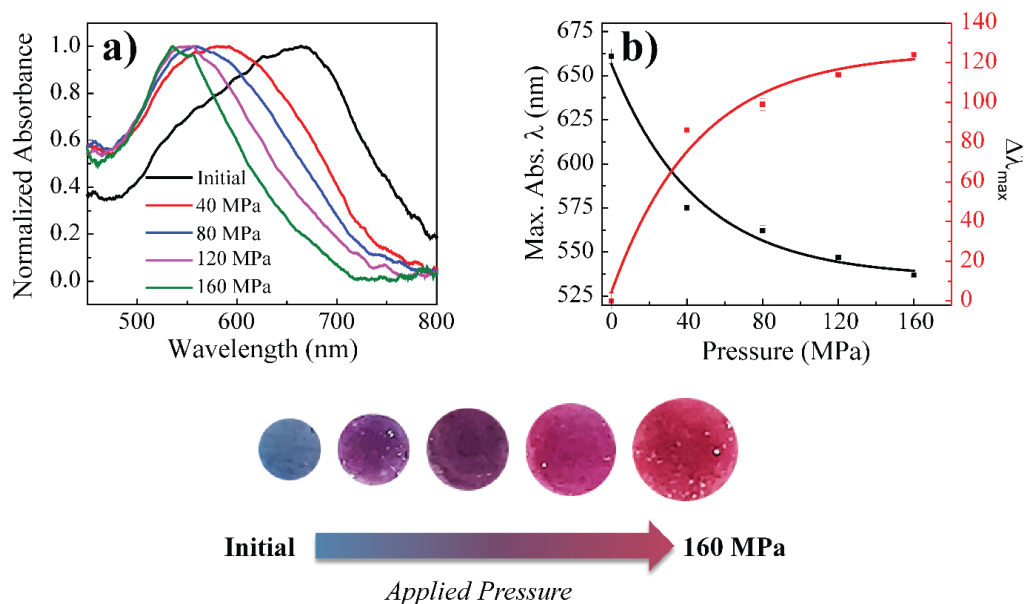 a)
Normalized Absorbance
1.0
0.8
0.6
0.4
0.2
0.0
Initial
40 MPa
80 MPa
120 MPa
160 MPa
500 600 700 800
Wavelength (nm)
b)
Max. Abs. λ (nm)
675
650
625
600
575
550
525
0 40 80 120 160
Pressure (MPa)
140
120
100
80
60
40
20
0
Δλmax
Initial
160 MPa
Applied Pressure